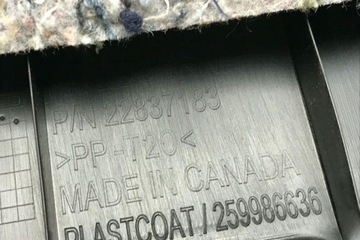 P/N 22837183
>PP-T20<
MADE IN CANADA
PLASTCOAT/259986636